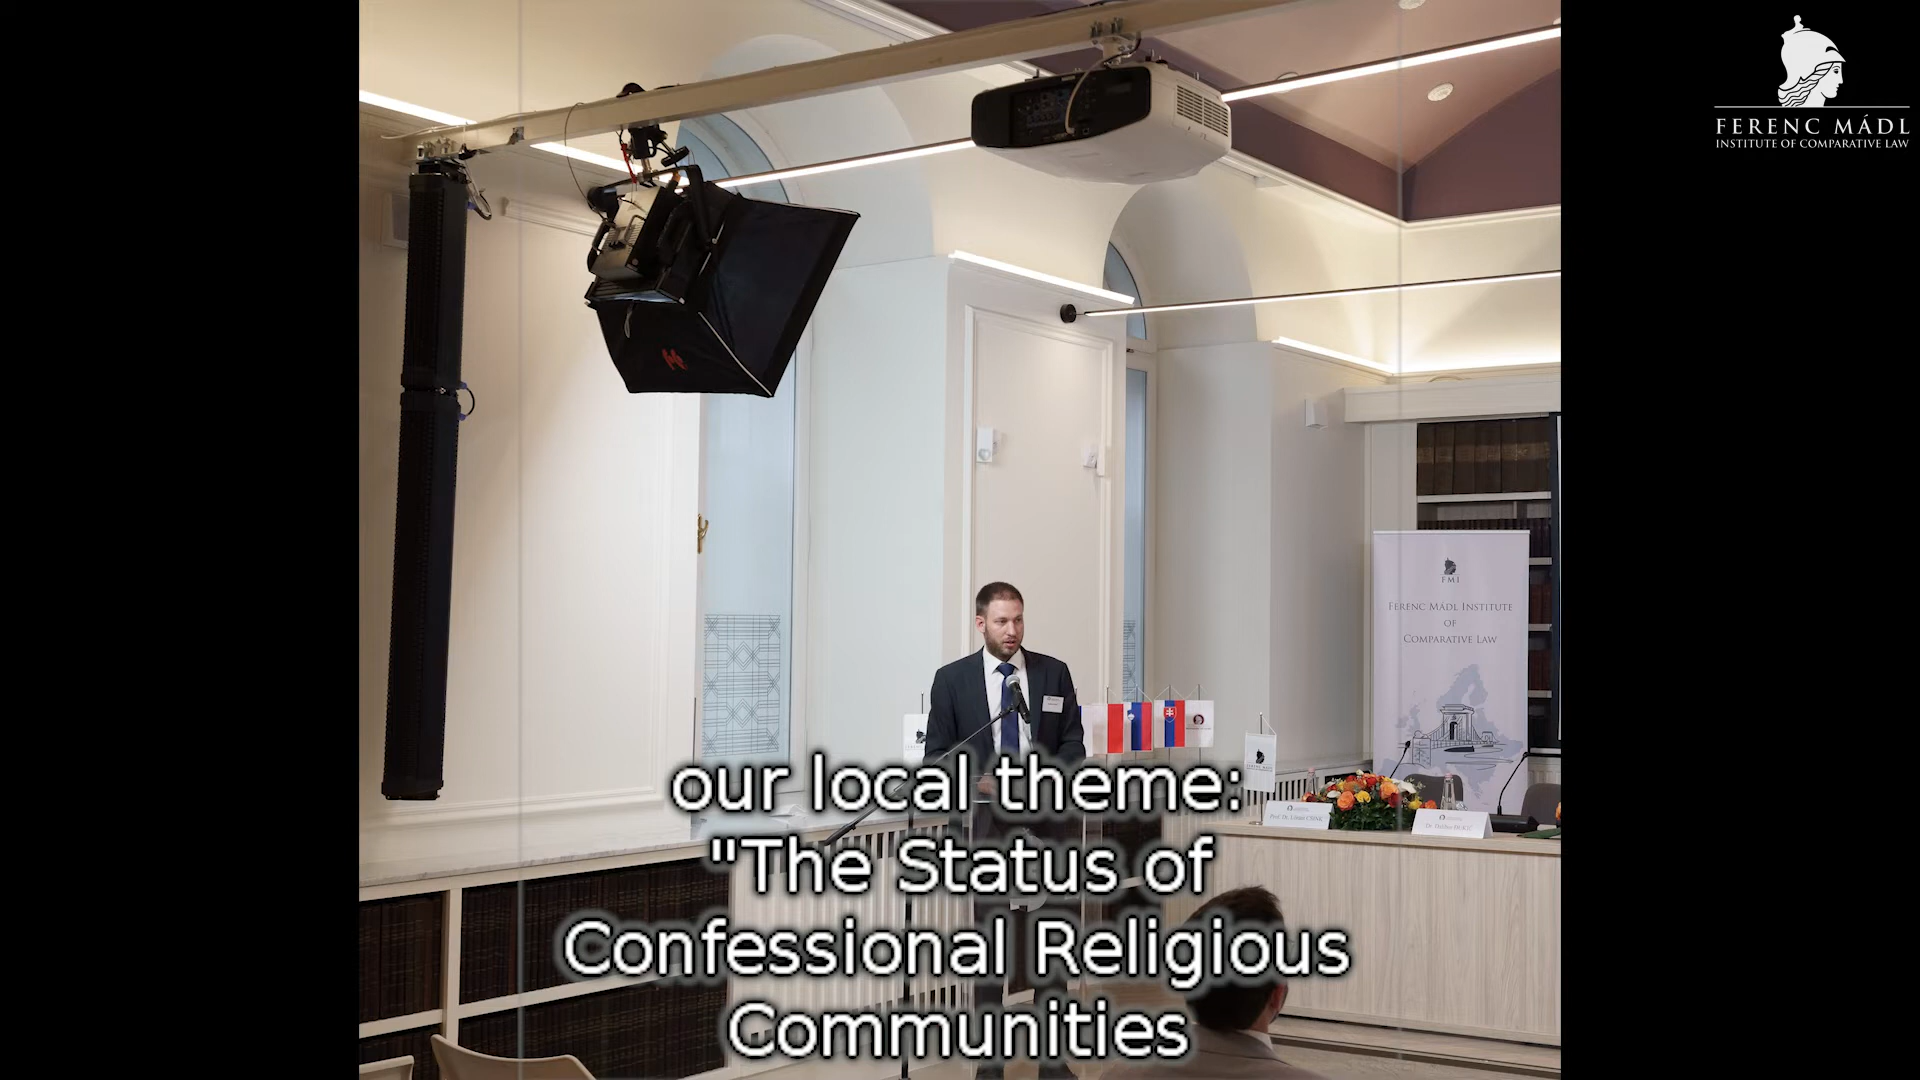 FERENC MÁDL
INSTITUTE OF COMPARATIVE LAW
FMI
FERENC MÁDL INSTITUTE
OF
COMPARATIVE LAW
our local theme:
"The Status of
Confessional Religious
Communities